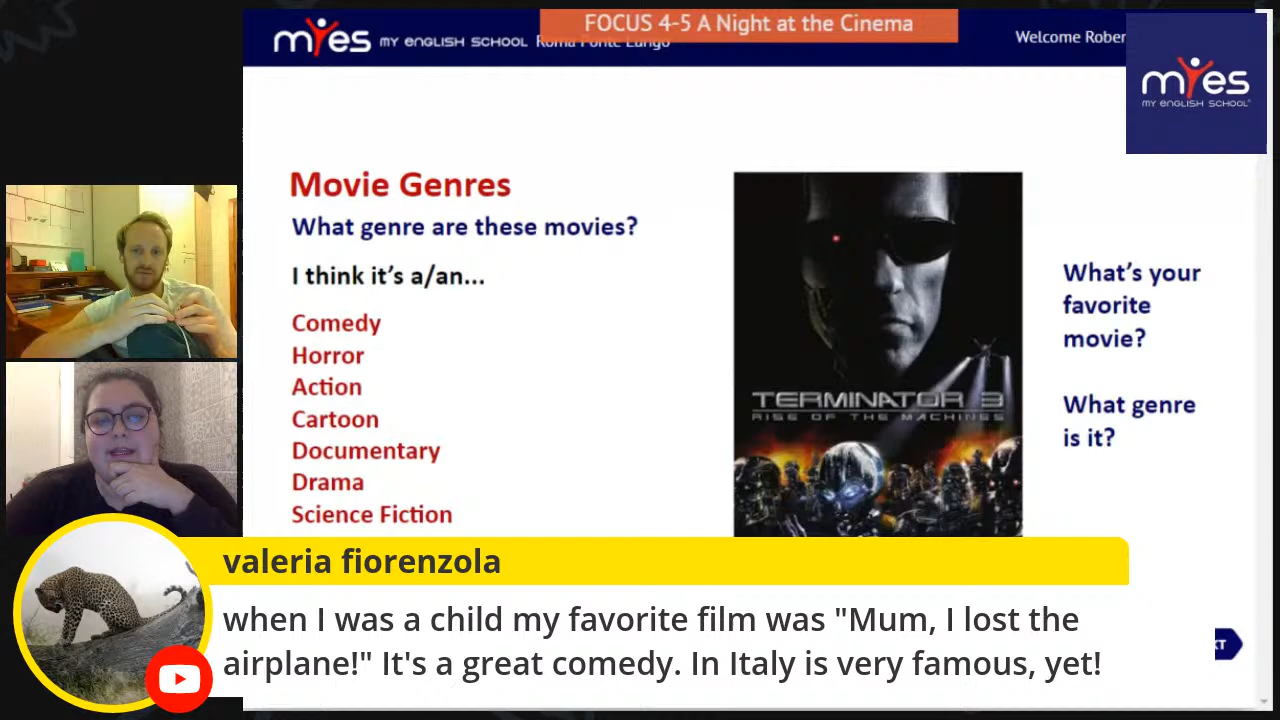 FOCUS 4-5 A Night at the Cinema
myes MY ENGLISH SCHOOL Roma Ponte Lungo
Welcome Rober
myes
MY ENGLISH SCHOOL
Movie Genres
What genre are these movies?
I think it's a/an...
Comedy
Horror
Action
Cartoon
Documentary
Drama
Science Fiction
TERMINATOR 3
RISE OF THE MACHINES
What's your
favorite
movie?
What genre
is it?
valeria fiorenzola
when I was a child my favorite film was "Mum, I lost the
airplane!" It's a great comedy. In Italy is very famous, yet!